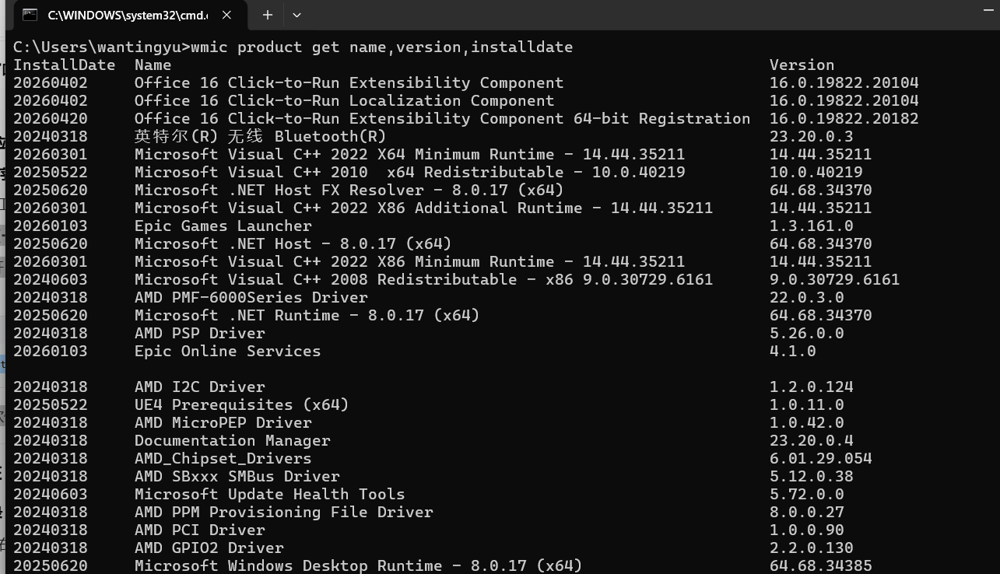 C:\WINDOWS\system32\cmd.
C:\Users\wantingyu>wmic product get name,version,installdate
InstallDate  Name  Version
20260402  Office 16 Click-to-Run Extensibility Component  16.0.19822.20104
20260402  Office 16 Click-to-Run Localization Component  16.0.19822.20104
20260420  Office 16 Click-to-Run Extensibility Component 64-bit Registration  16.0.19822.20182
20240318  英特尔(R) 无线 Bluetooth(R)  23.20.0.3
20260301  Microsoft Visual C++ 2022 X64 Minimum Runtime - 14.44.35211  14.44.35211
20250522  Microsoft Visual C++ 2010  x64 Redistributable - 10.0.40219  10.0.40219
20250620  Microsoft .NET Host FX Resolver - 8.0.17 (x64)  64.68.34370
20260301  Microsoft Visual C++ 2022 X86 Additional Runtime - 14.44.35211  14.44.35211
20260103  Epic Games Launcher  1.3.161.0
20250620  Microsoft .NET Host - 8.0.17 (x64)  64.68.34370
20260301  Microsoft Visual C++ 2022 X86 Minimum Runtime - 14.44.35211  14.44.35211
20240603  Microsoft Visual C++ 2008 Redistributable - x86 9.0.30729.6161  9.0.30729.6161
20240318  AMD PMF-6000Series Driver  22.0.3.0
20250620  Microsoft .NET Runtime - 8.0.17 (x64)  64.68.34370
20240318  AMD PSP Driver  5.26.0.0
20260103  Epic Online Services  4.1.0
20240318  AMD I2C Driver  1.2.0.124
20250522  UE4 Prerequisites (x64)  1.0.11.0
20240318  AMD MicroPEP Driver  1.0.42.0
20240318  Documentation Manager  23.20.0.4
20240318  AMD_Chipset_Drivers  6.01.29.054
20240318  AMD SBxxx SMBus Driver  5.12.0.38
20240603  Microsoft Update Health Tools  5.72.0.0
20240318  AMD PPM Provisioning File Driver  8.0.0.27
20240318  AMD PCI Driver  1.0.0.90
20240318  AMD GPIO2 Driver  2.2.0.130
20250620  Microsoft Windows Desktop Runtime - 8.0.17 (x64)  64.68.34385